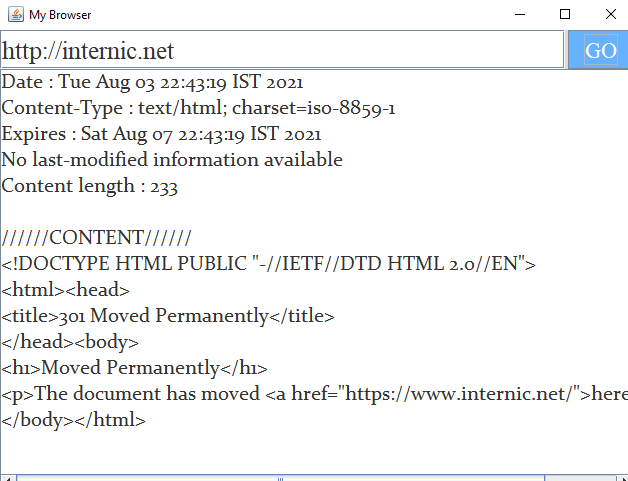 My Browser
http://internic.net
GO
Date : Tue Aug 03 22:43:19 IST 2021
Content-Type : text/html; charset=iso-8859-1
Expires : Sat Aug 07 22:43:19 IST 2021
No last-modified information available
Content length : 233
//////CONTENT//////
<!DOCTYPE HTML PUBLIC "-//IETF//DTD HTML 2.0//EN">
<html><head>
<title>301 Moved Permanently</title>
</head><body>
<h1>Moved Permanently</h1>
<p>The document has moved <a href="https://www.internic.net/">here
</body></html>